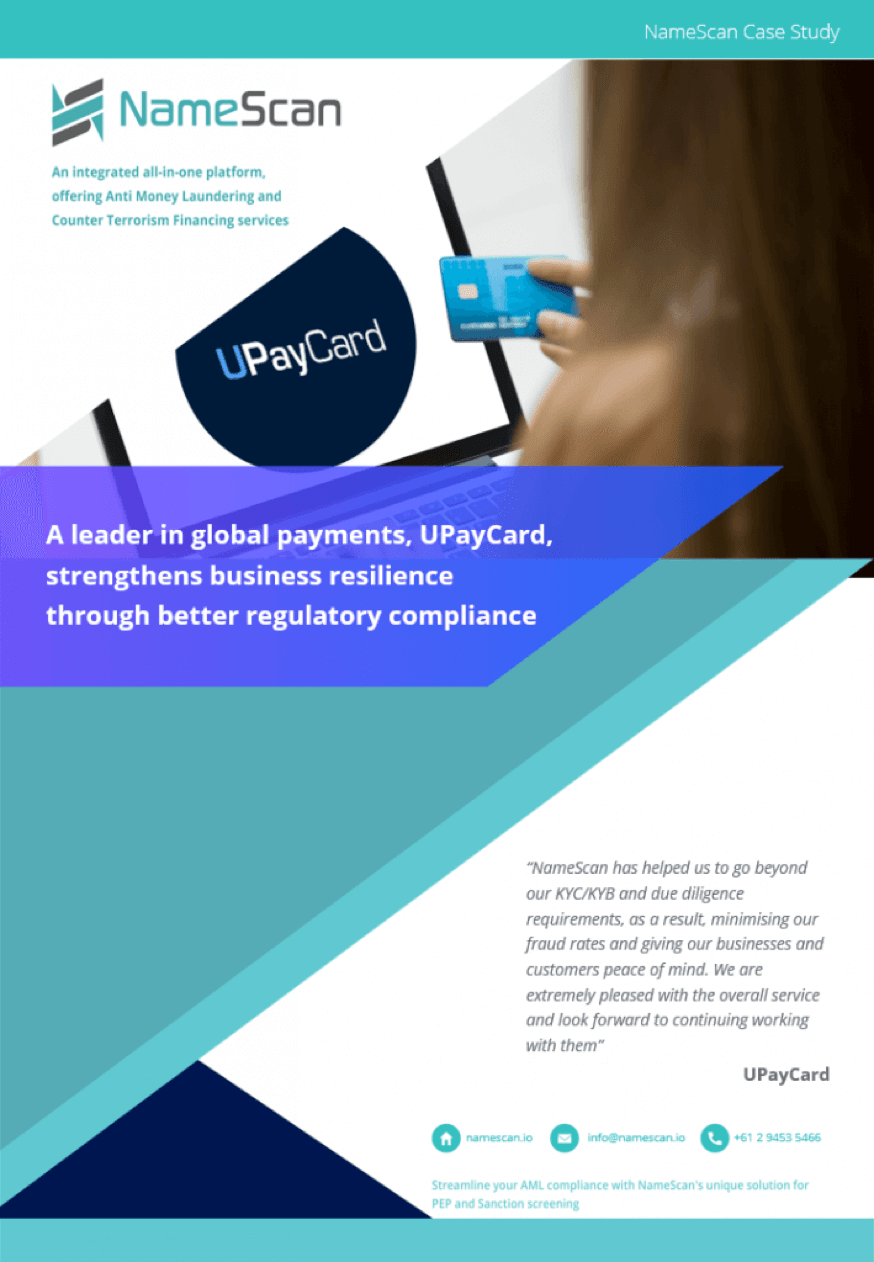 NameScan Case Study
NameScan
An integrated all-in-one platform,
offering Anti Money Laundering and
Counter Terrorism Financing services
UPayCard
A leader in global payments, UPayCard,
strengthens business resilience
through better regulatory compliance
“NameScan has helped us to go beyond
our KYC/KYB and due diligence
requirements, as a result, minimising our
fraud rates and giving our businesses and
customers peace of mind. We are
extremely pleased with the overall service
and look forward to continuing working
with them”
UPayCard
namescan.io
info@namescan.io
+61 2 9453 5466
Streamline your AML compliance with NameScan's unique solution for
PEP and Sanction screening